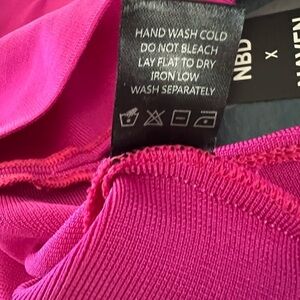 HAND WASH COLD
DO NOT BLEACH
LAY FLAT TO DRY
IRON LOW
WASH SEPARATELY
NBD
X